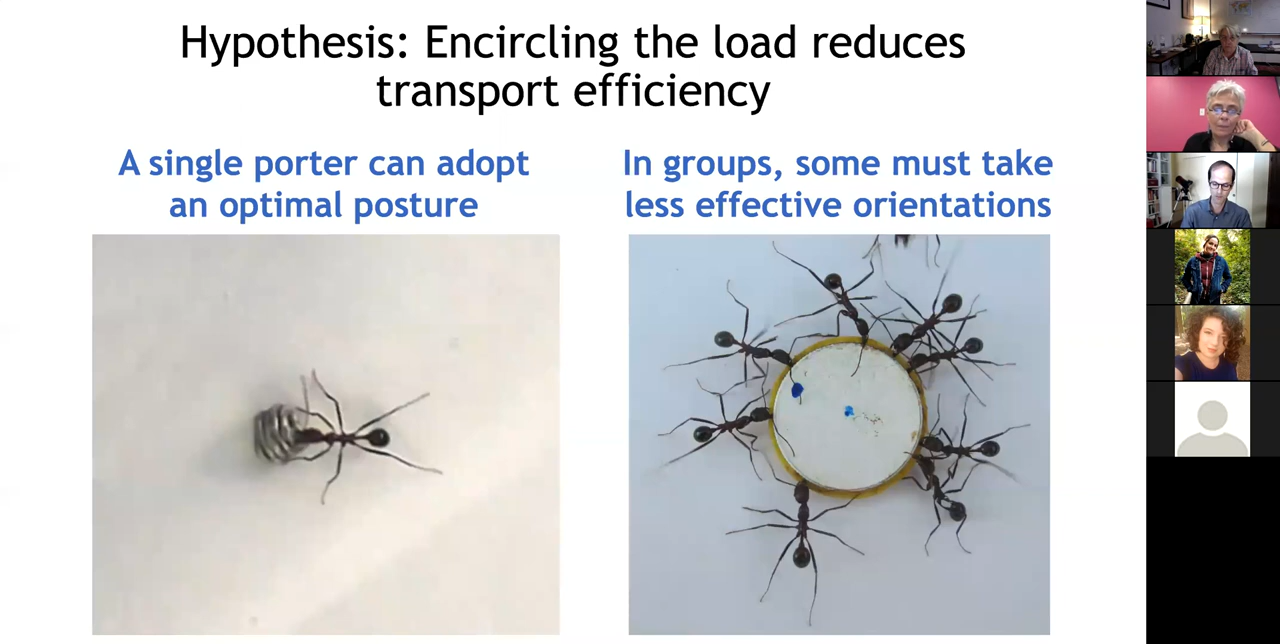 Hypothesis: Encircling the load reduces
transport efficiency
A single porter can adopt
an optimal posture
In groups, some must take
less effective orientations